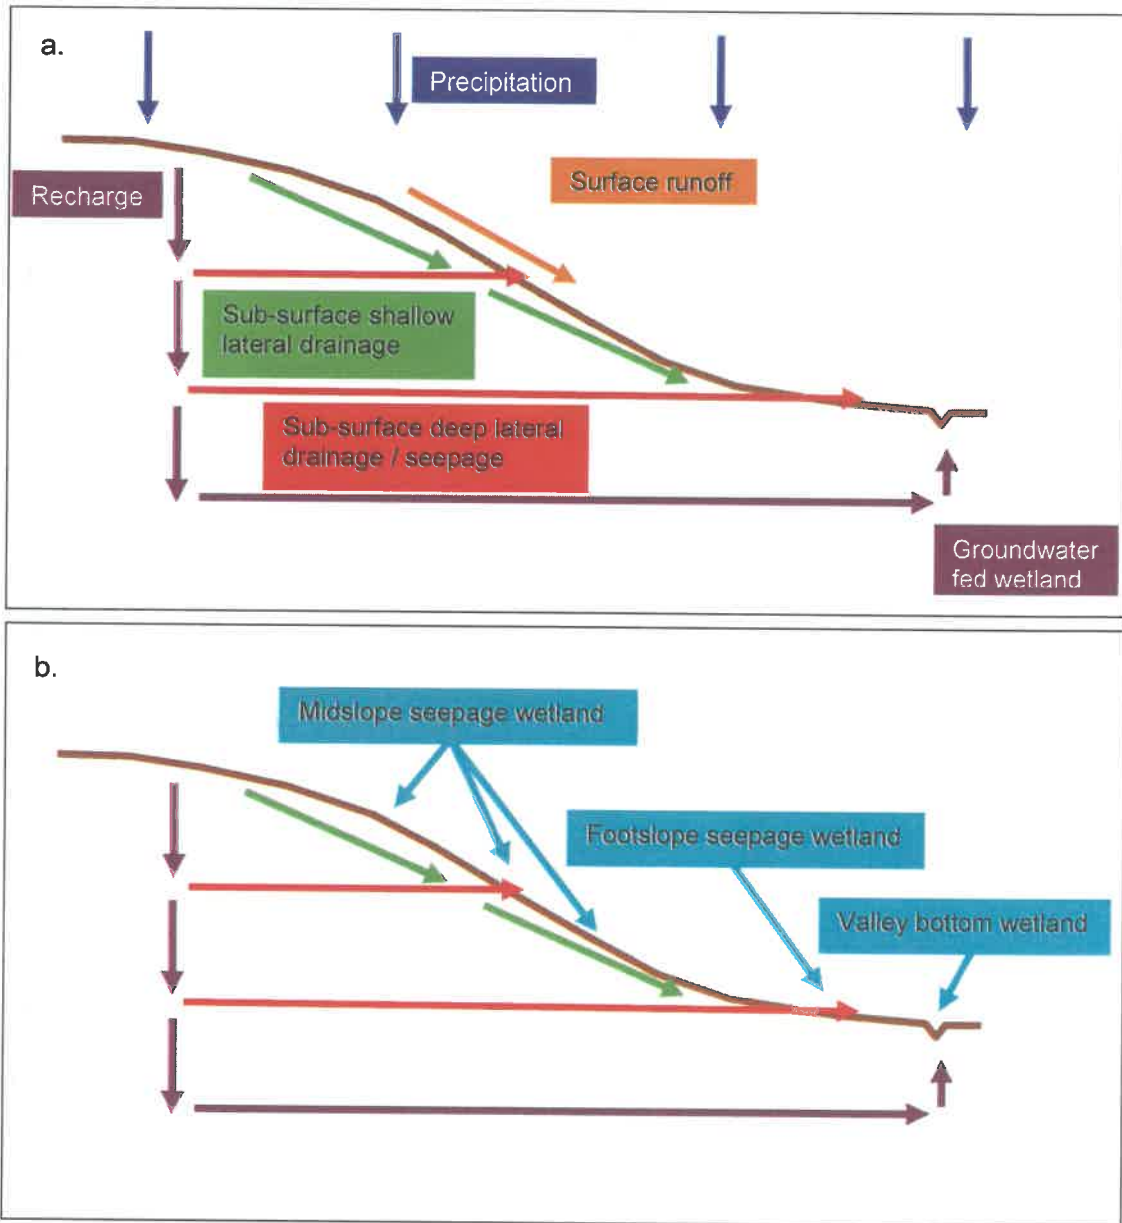 a.
Precipitation
Surface runoff
Recharge
Sub-surface shallow
lateral drainage
Sub-surface deep lateral
drainage / seepage
Groundwater
fed wetland
b.
Midslope seepage wetland
Footslope seepage wetland
Valley bottom wetland